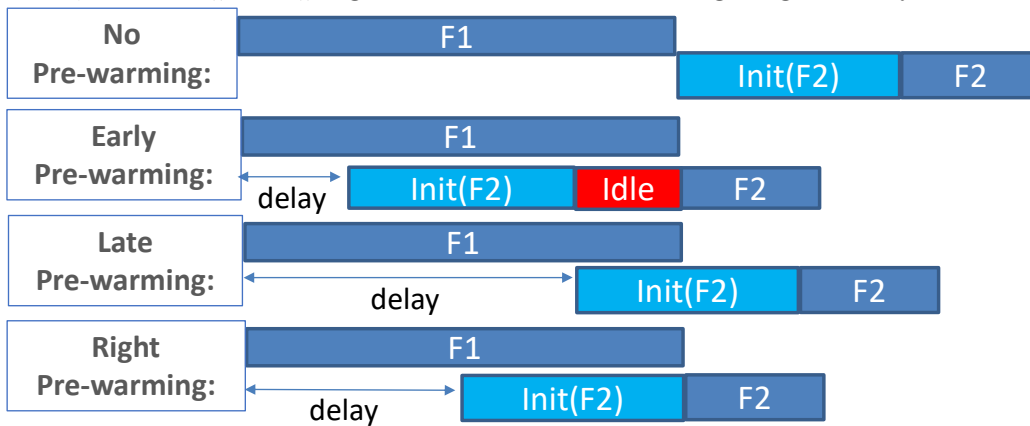 No
Pre-warming:
F1
Init(F2)
F2
Early
Pre-warming:
F1
delay
Init(F2)
Idle
F2
Late
Pre-warming:
F1
delay
Init(F2)
F2
Right
Pre-warming:
F1
delay
Init(F2)
F2